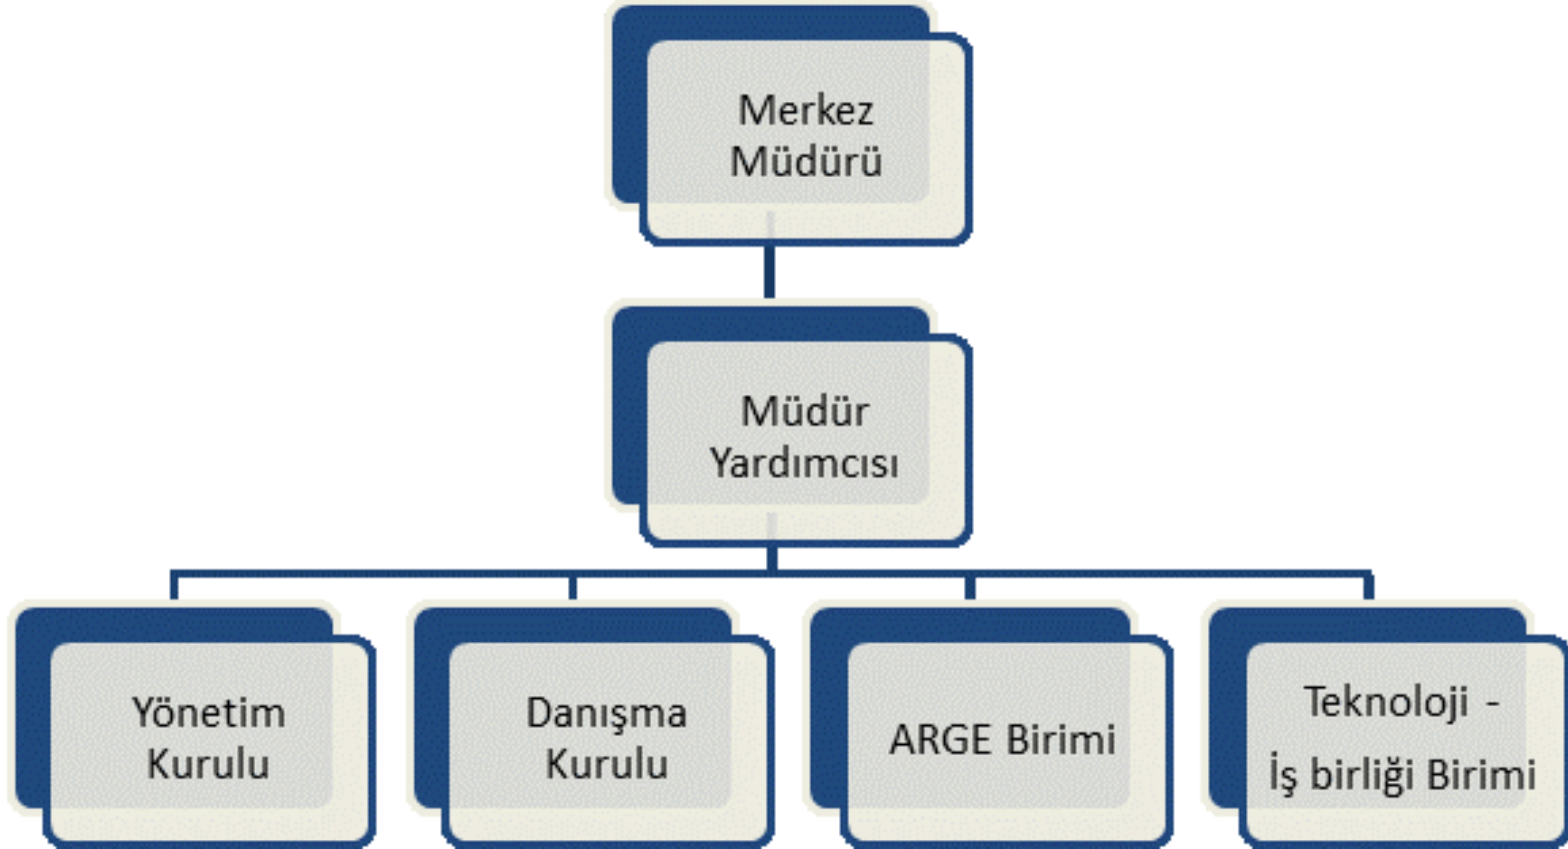 Merkez
Müdürü
Müdür
Yardımcısı
Yönetim
Kurulu
Danışma
Kurulu
ARGE Birimi
Teknoloji -
İş birliği Birimi